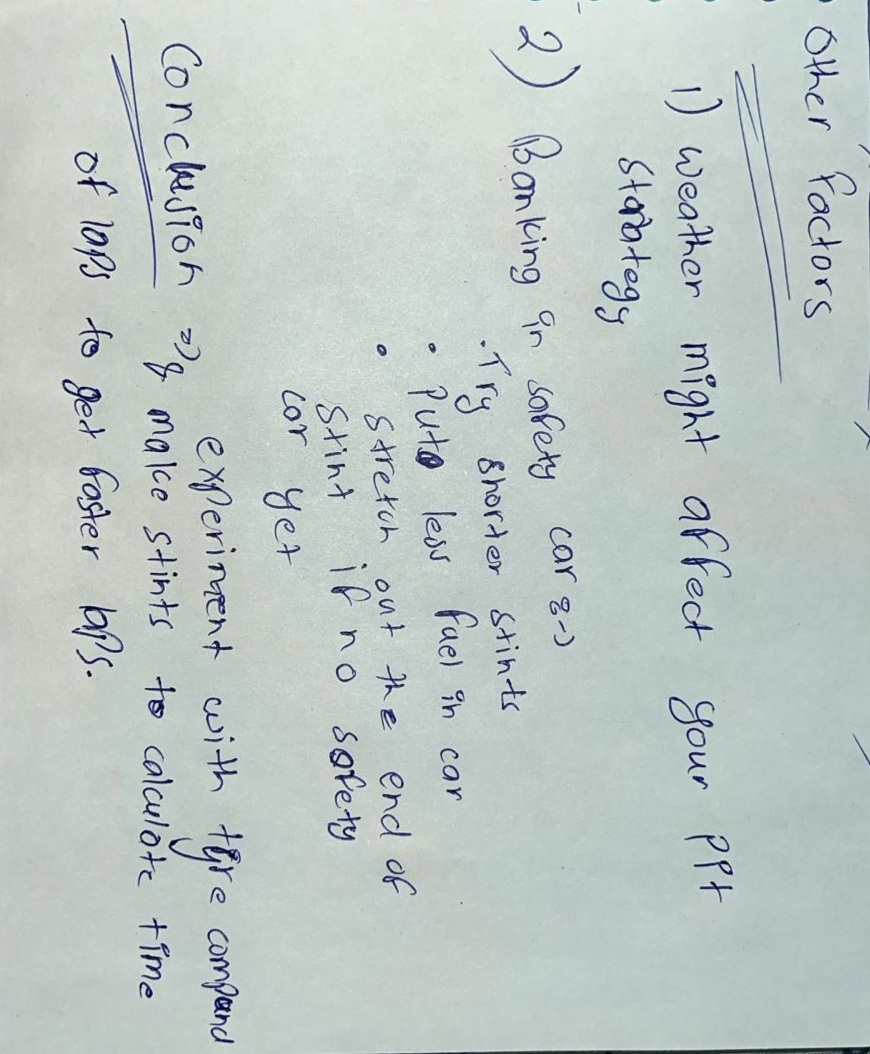 Other Factors
1) weather might affect your PPt
starategy
2) Banking in safety car :->
• Try shorter stints
• Put less fuel in car
• stretch out the end of
stint if no safety
car yet
Conclusion => experiment with tyre compound
& make stints to calculate time
of laps to get faster laps.